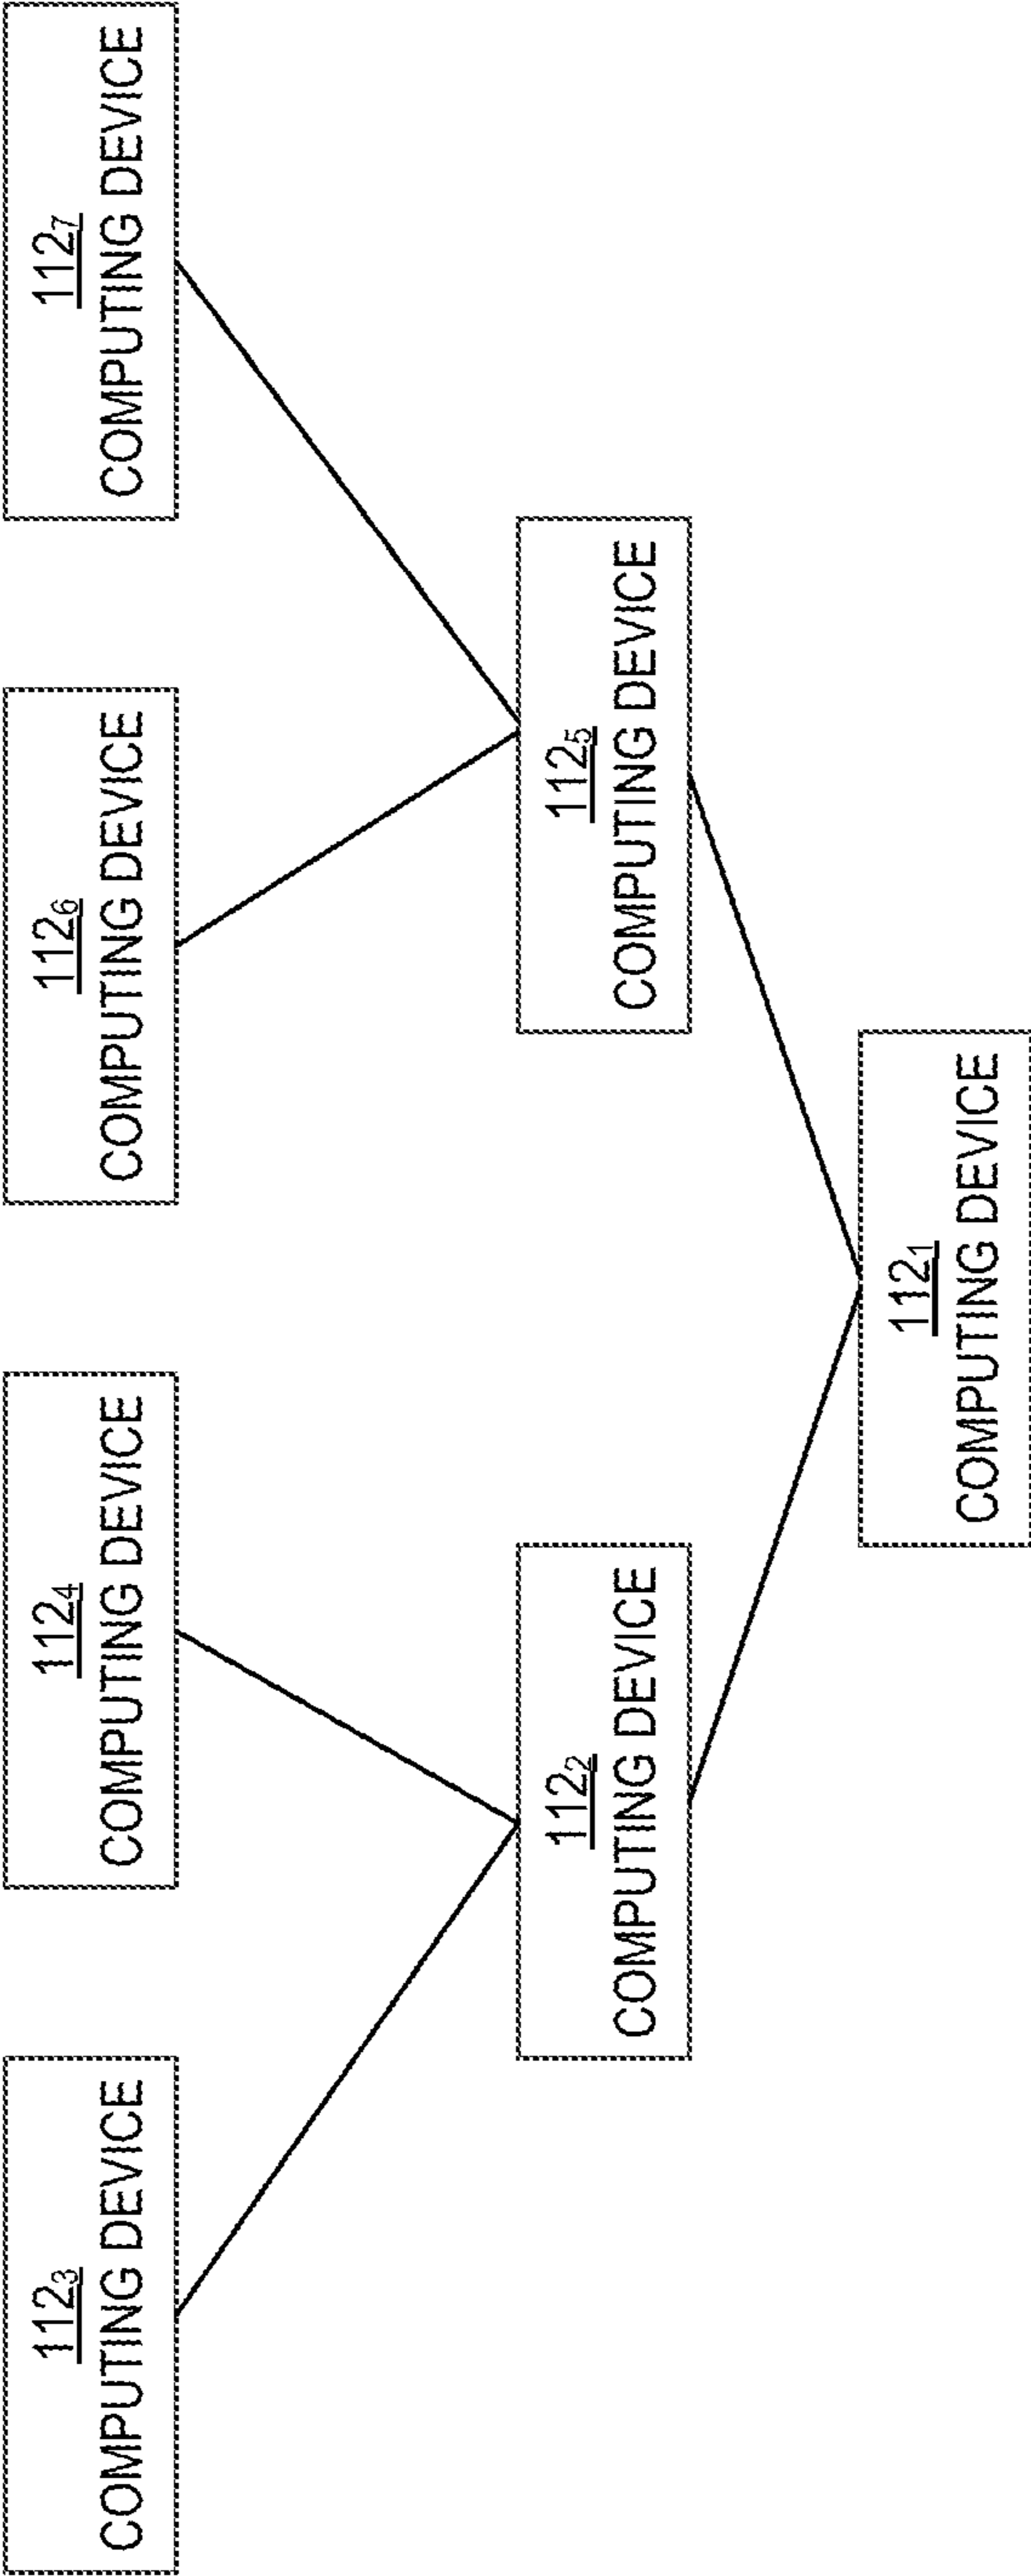 112₃
COMPUTING DEVICE
112₄
COMPUTING DEVICE
112₆
COMPUTING DEVICE
112₇
COMPUTING DEVICE
112₂
COMPUTING DEVICE
112₅
COMPUTING DEVICE
112₁
COMPUTING DEVICE